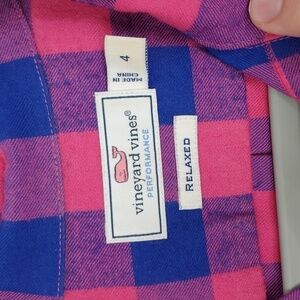 4
MADE IN
CHINA
vineyard vines®
PERFORMANCE
RELAXED